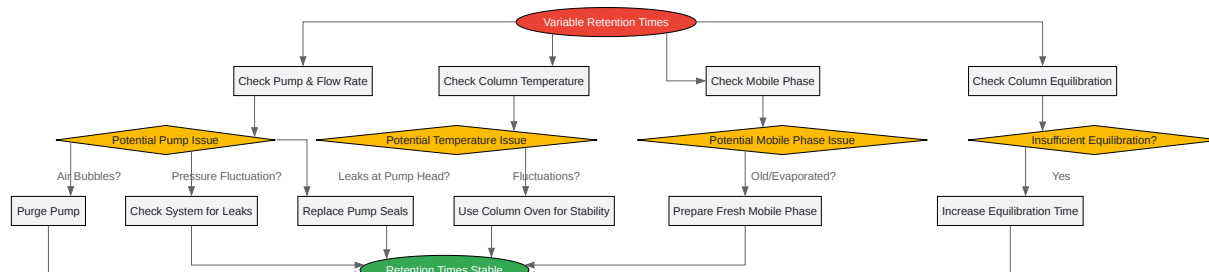 Variable Retention Times
Check Pump & Flow Rate
Check Column Temperature
Check Mobile Phase
Check Column Equilibration
Potential Pump Issue
Potential Temperature Issue
Potential Mobile Phase Issue
Insufficient Equilibration?
Air Bubbles?
Pressure Fluctuation?
Leaks at Pump Head?
Fluctuations?
Old/Evaporated?
Yes
Purge Pump
Check System for Leaks
Replace Pump Seals
Use Column Oven for Stability
Prepare Fresh Mobile Phase
Increase Equilibration Time
Retention Times Stable